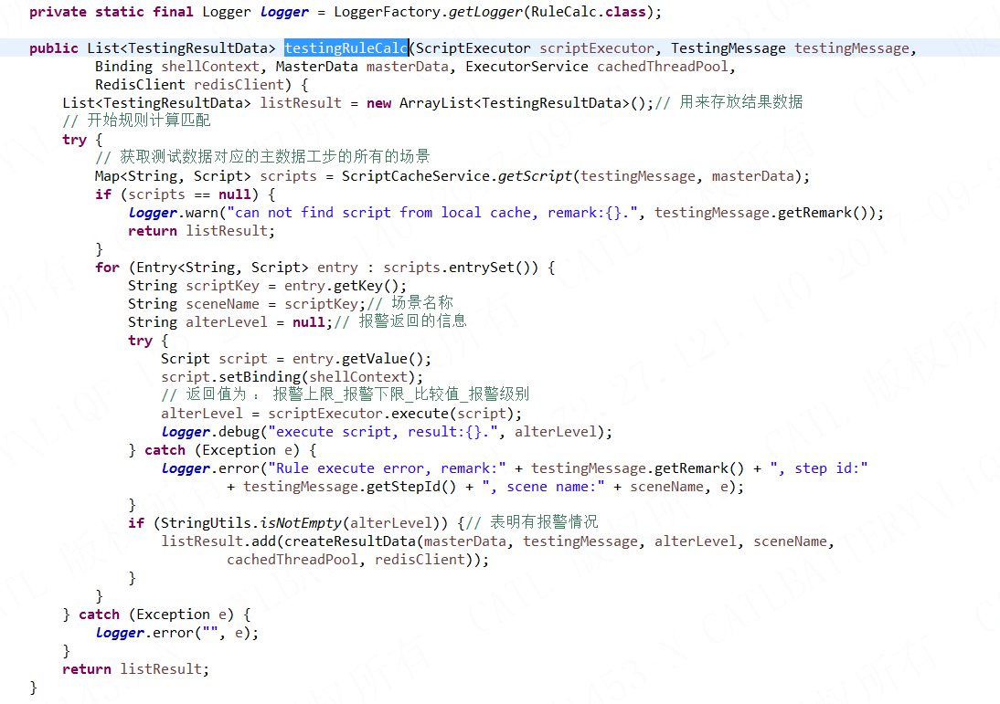 private static final Logger logger = LoggerFactory.getLogger(RuleCalc.class);
public List<TestingResultData> testingRuleCalc(ScriptExecutor scriptExecutor, TestingMessage testingMessage,
Binding shellContext, MasterData masterData, ExecutorService cachedThreadPool,
RedisClient redisClient) {
List<TestingResultData> listResult = new ArrayList<TestingResultData>();// 用来存放结果数据
// 开始规则计算匹配
try {
// 获取测试数据对应的主数据工步的所有的场景
Map<String, Script> scripts = ScriptCacheService.getScript(testingMessage, masterData);
if (scripts == null) {
logger.warn("can not find script from local cache, remark:{}.", testingMessage.getRemark());
return listResult;
}
for (Entry<String, Script> entry : scripts.entrySet()) {
String scriptKey = entry.getKey();
String sceneName = scriptKey;// 场景名称
String alterLevel = null;// 报警返回的信息
try {
Script script = entry.getValue();
script.setBinding(shellContext);
// 返回值为 : 报警上限_报警下限_比较值_报警级别
alterLevel = scriptExecutor.execute(script);
logger.debug("execute script, result:{}.", alterLevel);
} catch (Exception e) {
logger.error("Rule execute error, remark:" + testingMessage.getRemark() + ", step id:"
+ testingMessage.getStepId() + ", scene name:" + sceneName, e);
}
if (StringUtils.isNotEmpty(alterLevel)) {// 表明有报警情况
listResult.add(createResultData(masterData, testingMessage, alterLevel, sceneName,
cachedThreadPool, redisClient));
}
}
} catch (Exception e) {
logger.error("", e);
}
return listResult;
}